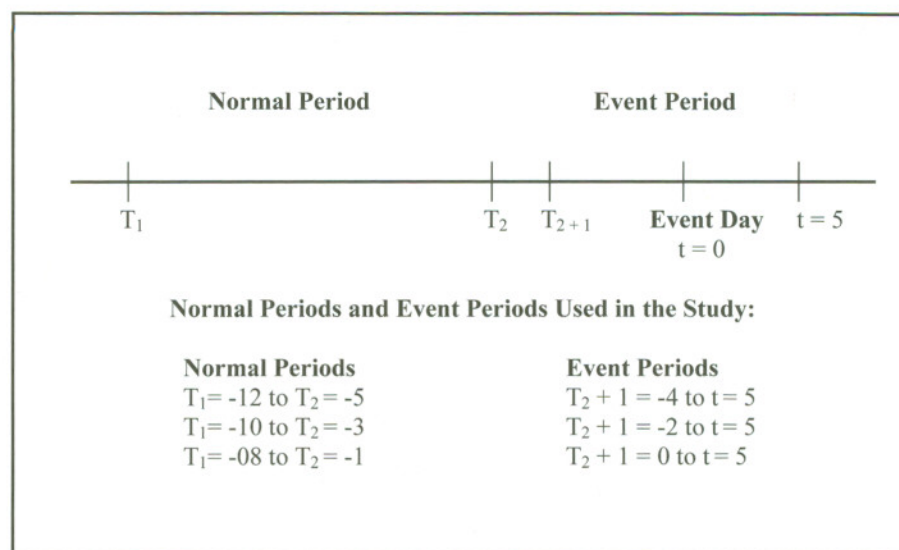 Normal Period Event Period
T₁ T₂ T₂ ₊ ₁ Event Day t = 5
t = 0
Normal Periods and Event Periods Used in the Study:
Normal Periods Event Periods
T₁= -12 to T₂= -5 T₂ + 1 = -4 to t = 5
T₁= -10 to T₂= -3 T₂ + 1 = -2 to t = 5
T₁= -08 to T₂= -1 T₂ + 1 = 0 to t = 5